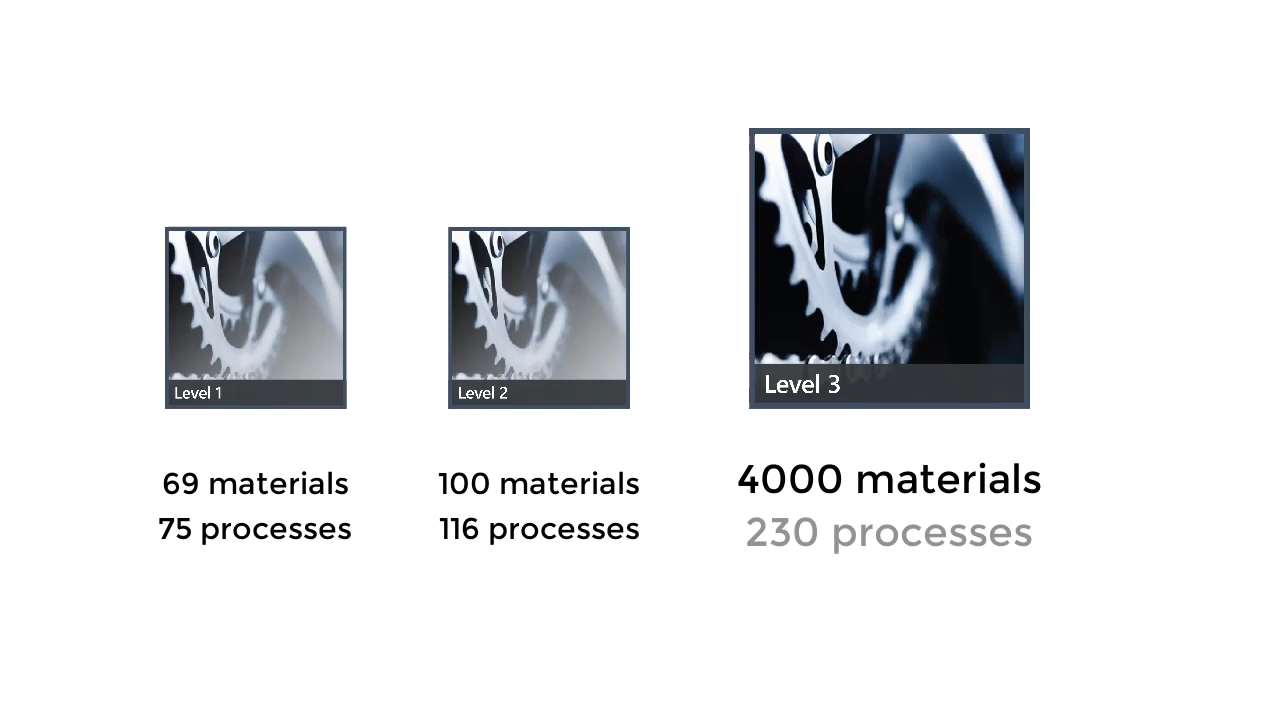 Level 1
69 materials
75 processes
Level 2
100 materials
116 processes
Level 3
4000 materials
230 processes